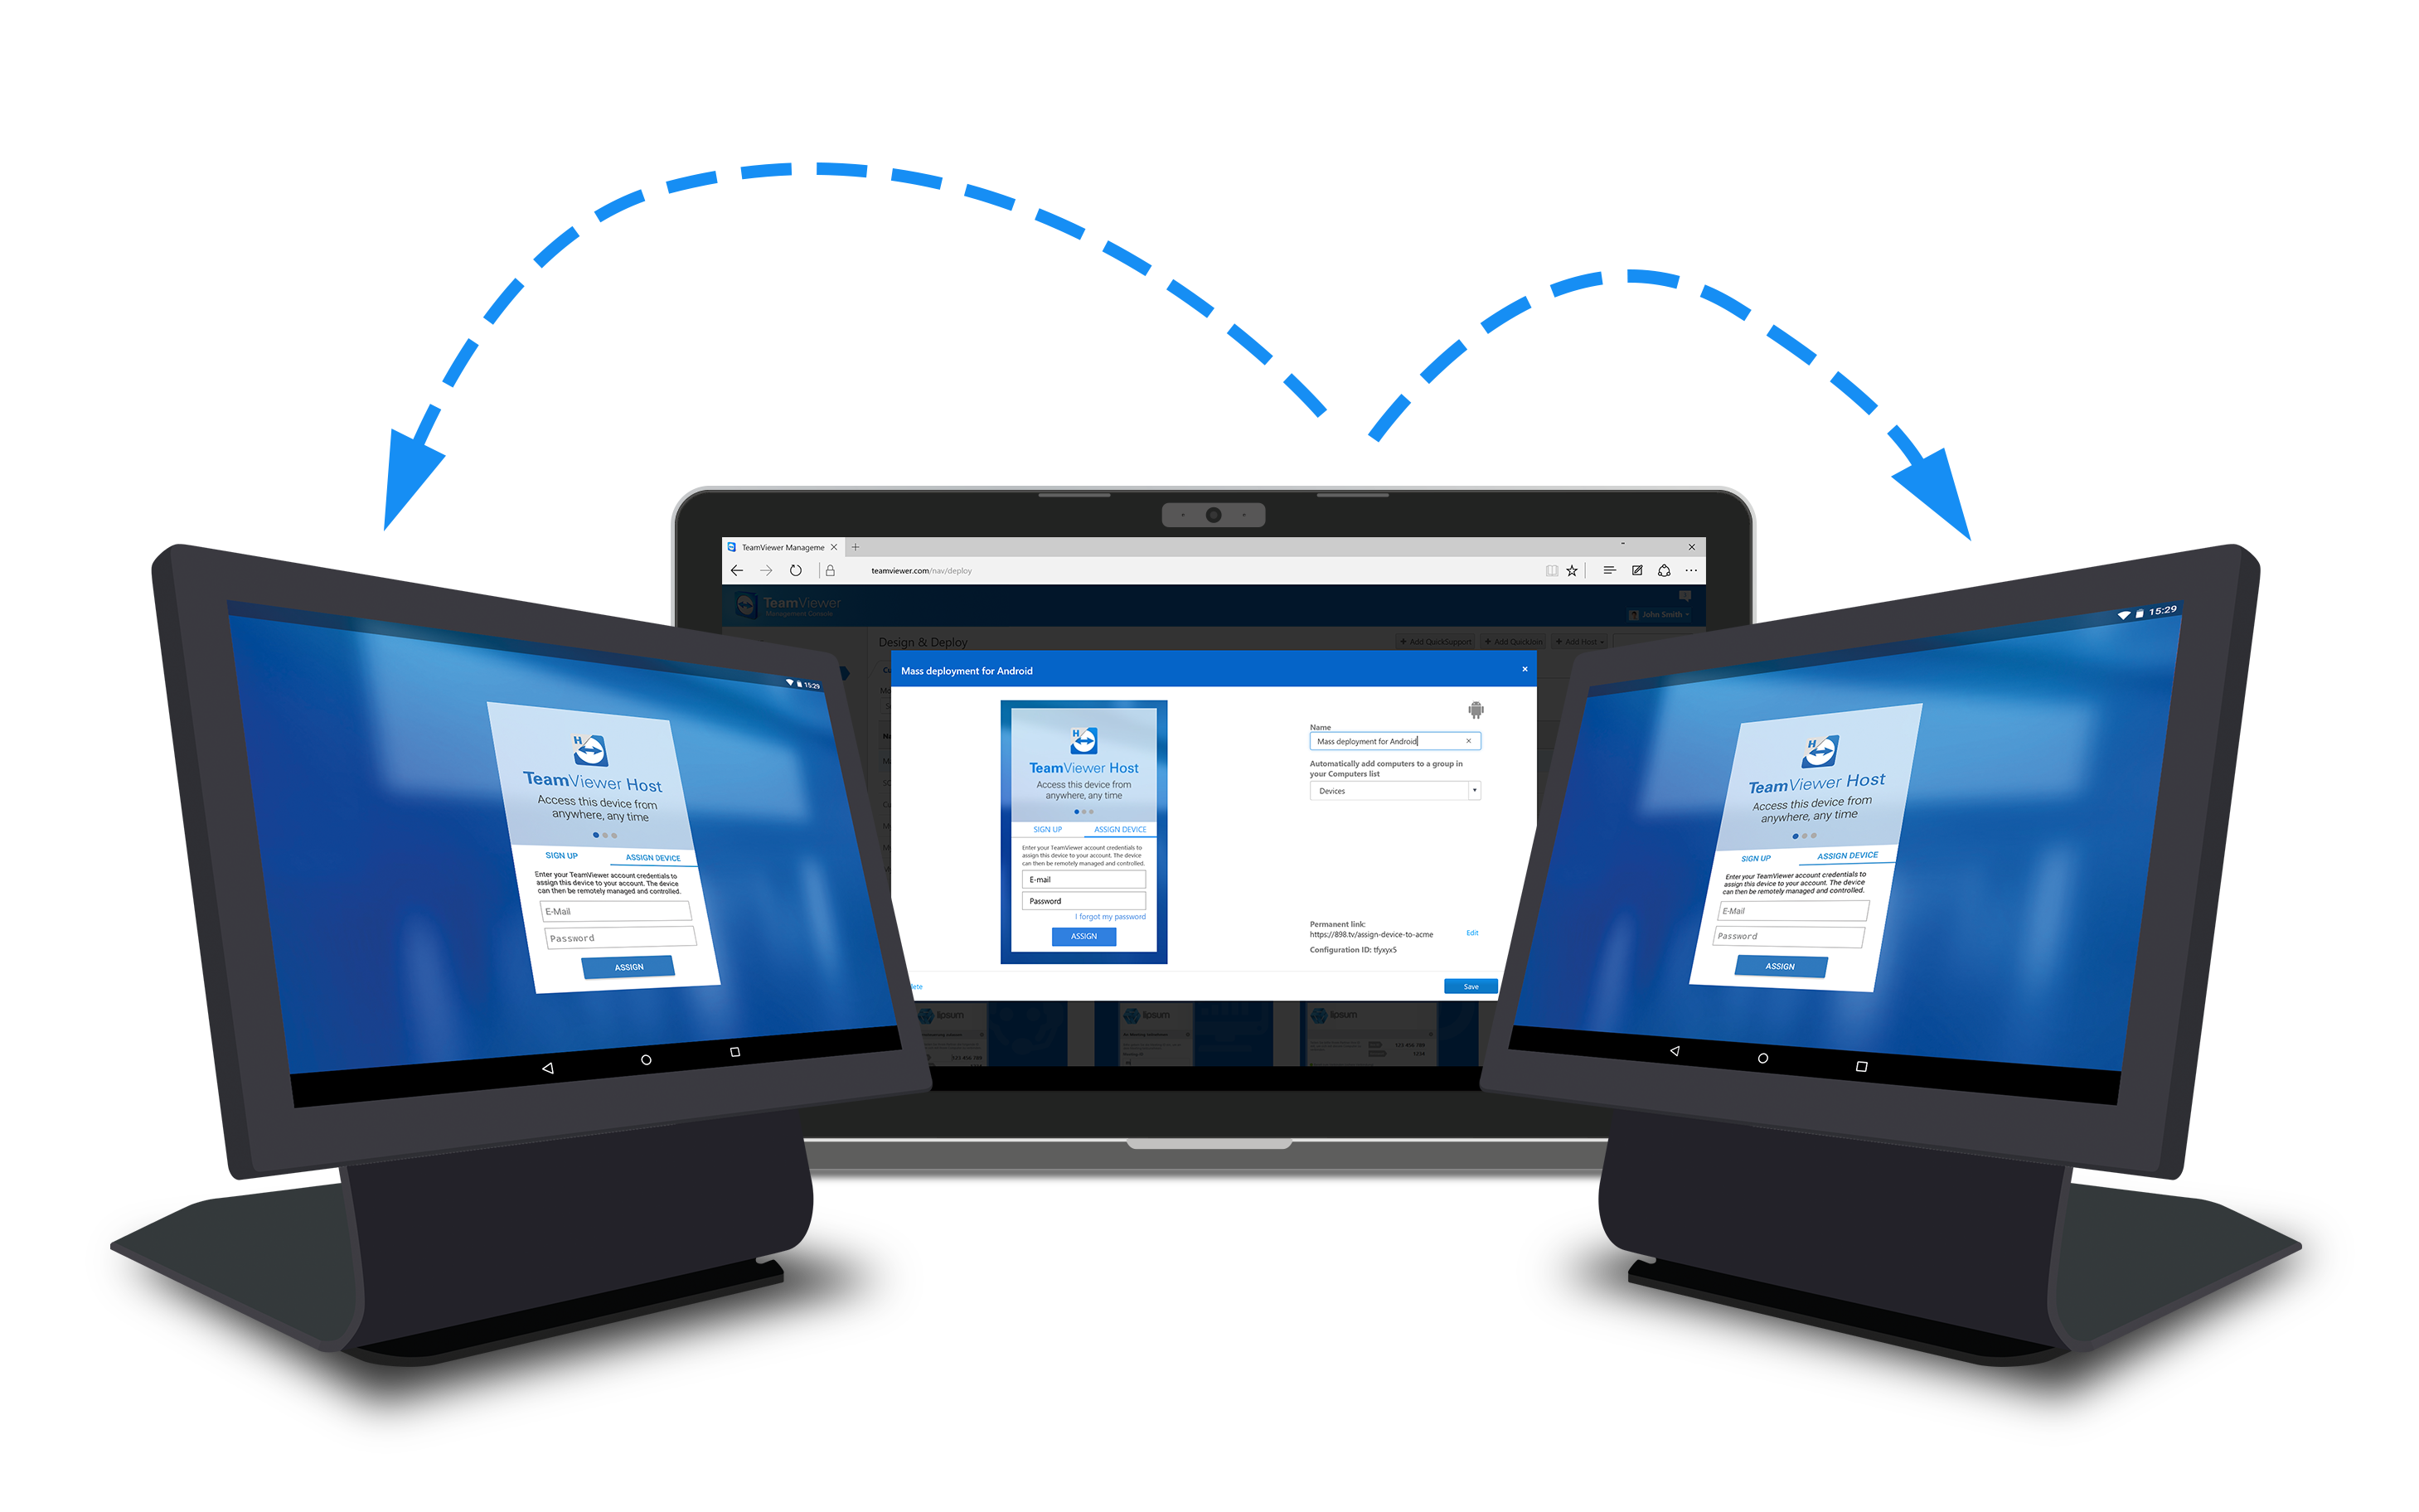 TeamViewer Manageme
teamviewer.com/nav/deploy
TeamViewer
Management Console
John Smith
Design & Deploy
+ Add QuickSupport
+ Add QuickJoin
+ Add Host
Mass deployment for Android
H
TeamViewer Host
Access this device from
anywhere, any time
SIGN UP
ASSIGN DEVICE
Enter your TeamViewer account credentials to
assign this device to your account. The device
can then be remotely managed and controlled.
E-mail
Password
I forgot my password
ASSIGN
Name
Mass deployment for Android
Automatically add computers to a group in
your Computers list
Devices
Permanent link:
https://898.tv/assign-device-to-acme
Edit
Configuration ID: tfyxyx5
lete
Save
lipsum
lipsum
lipsum
15:29
H
TeamViewer Host
Access this device from
anywhere, any time
SIGN UP
ASSIGN DEVICE
Enter your TeamViewer account credentials to
assign this device to your account. The device
can then be remotely managed and controlled.
E-Mail
Password
ASSIGN
15:29
H
TeamViewer Host
Access this device from
anywhere, any time
SIGN UP
ASSIGN DEVICE
Enter your TeamViewer account credentials to
assign this device to your account. The device
can then be remotely managed and controlled.
E-Mail
Password
ASSIGN